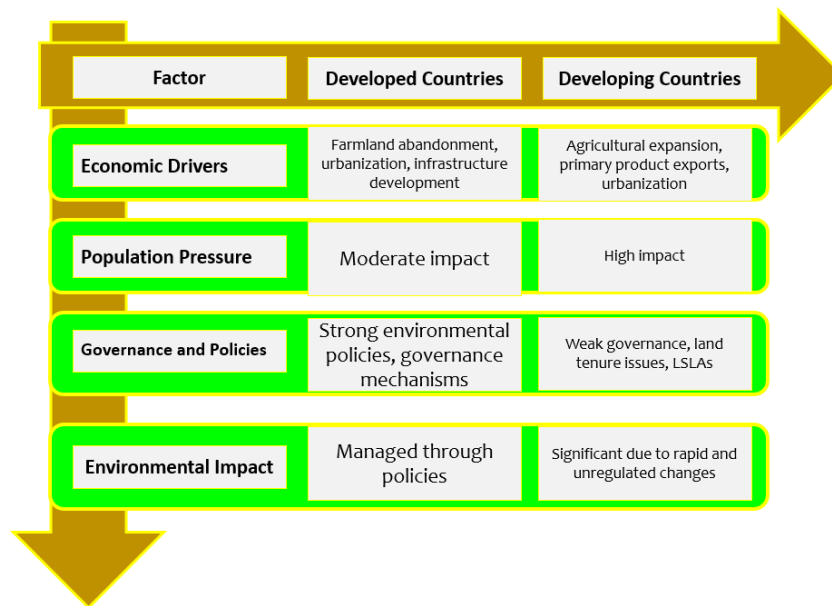 Factor
Developed Countries
Developing Countries
Economic Drivers
Farmland abandonment,
urbanization, infrastructure
development
Agricultural expansion,
primary product exports,
urbanization
Population Pressure
Moderate impact
High impact
Governance and Policies
Strong environmental
policies, governance
mechanisms
Weak governance, land
tenure issues, LSLAs
Environmental Impact
Managed through
policies
Significant due to rapid and
unregulated changes